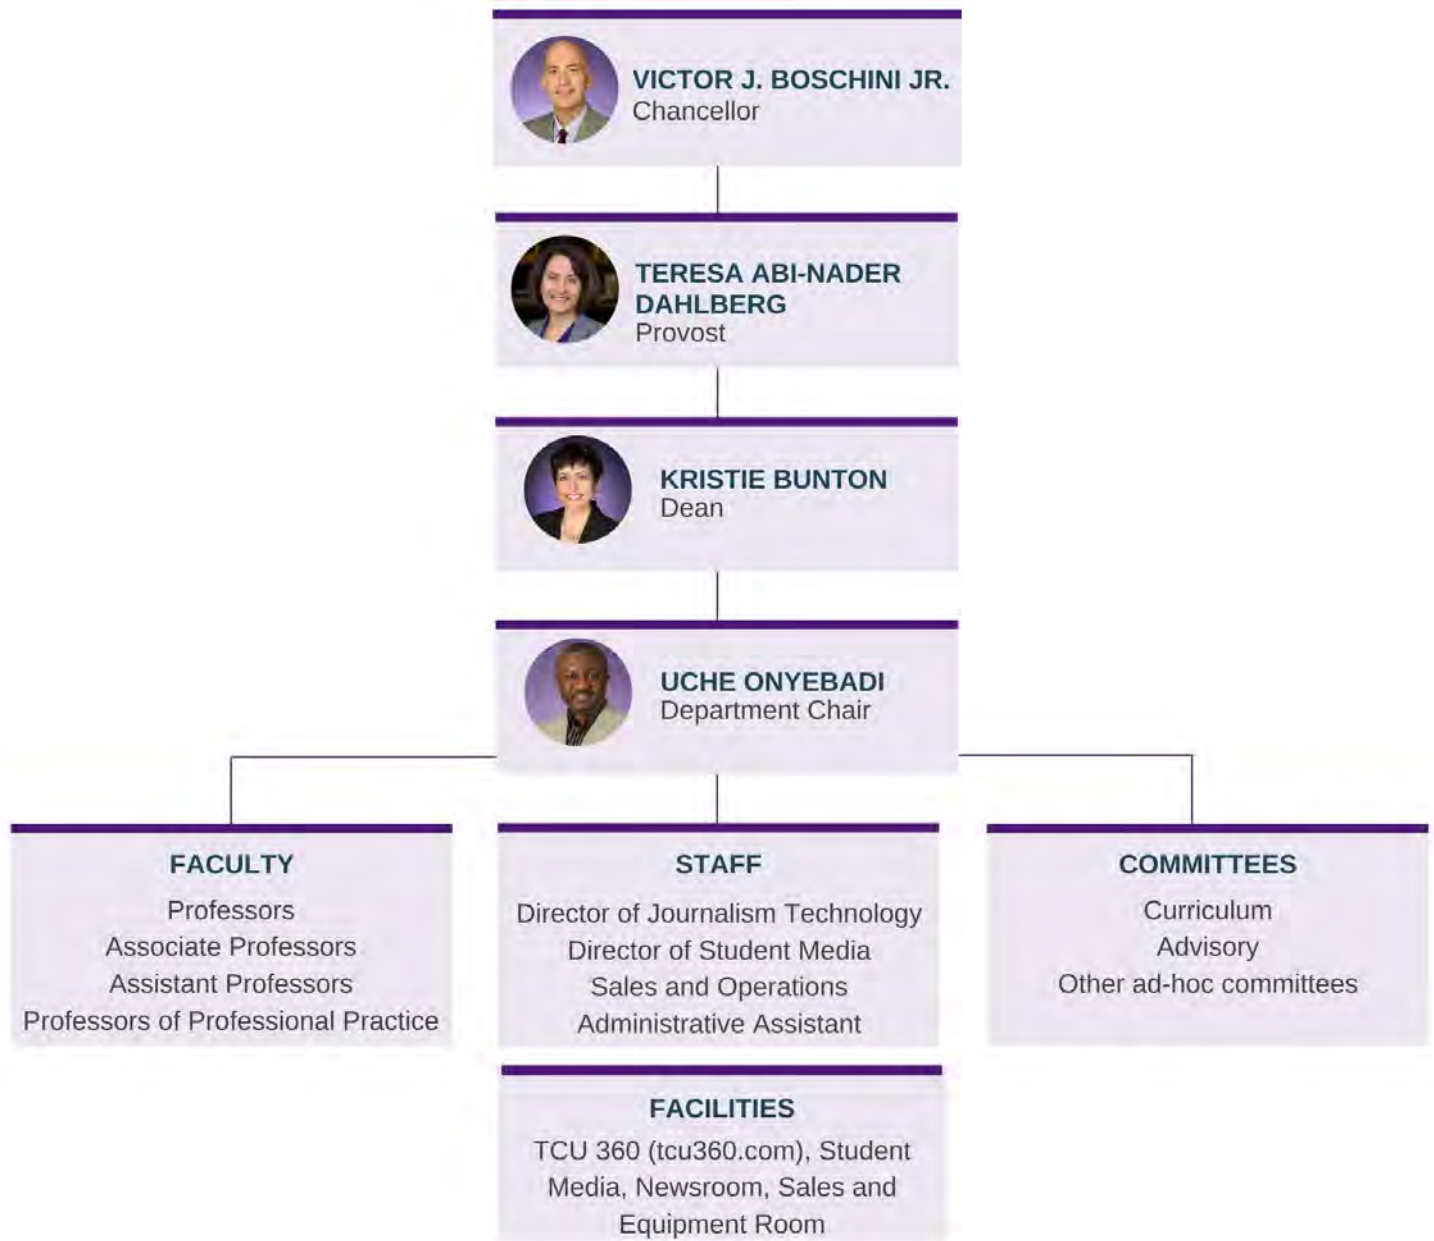 VICTOR J. BOSCHINI JR.
Chancellor
TERESA ABI-NADER
DAHLBERG
Provost
KRISTIE BUNTON
Dean
UCHE ONYEBADI
Department Chair
FACULTY
Professors
Associate Professors
Assistant Professors
Professors of Professional Practice
STAFF
Director of Journalism Technology
Director of Student Media
Sales and Operations
Administrative Assistant
COMMITTEES
Curriculum
Advisory
Other ad-hoc committees
FACILITIES
TCU 360 (tcu360.com), Student
Media, Newsroom, Sales and
Equipment Room